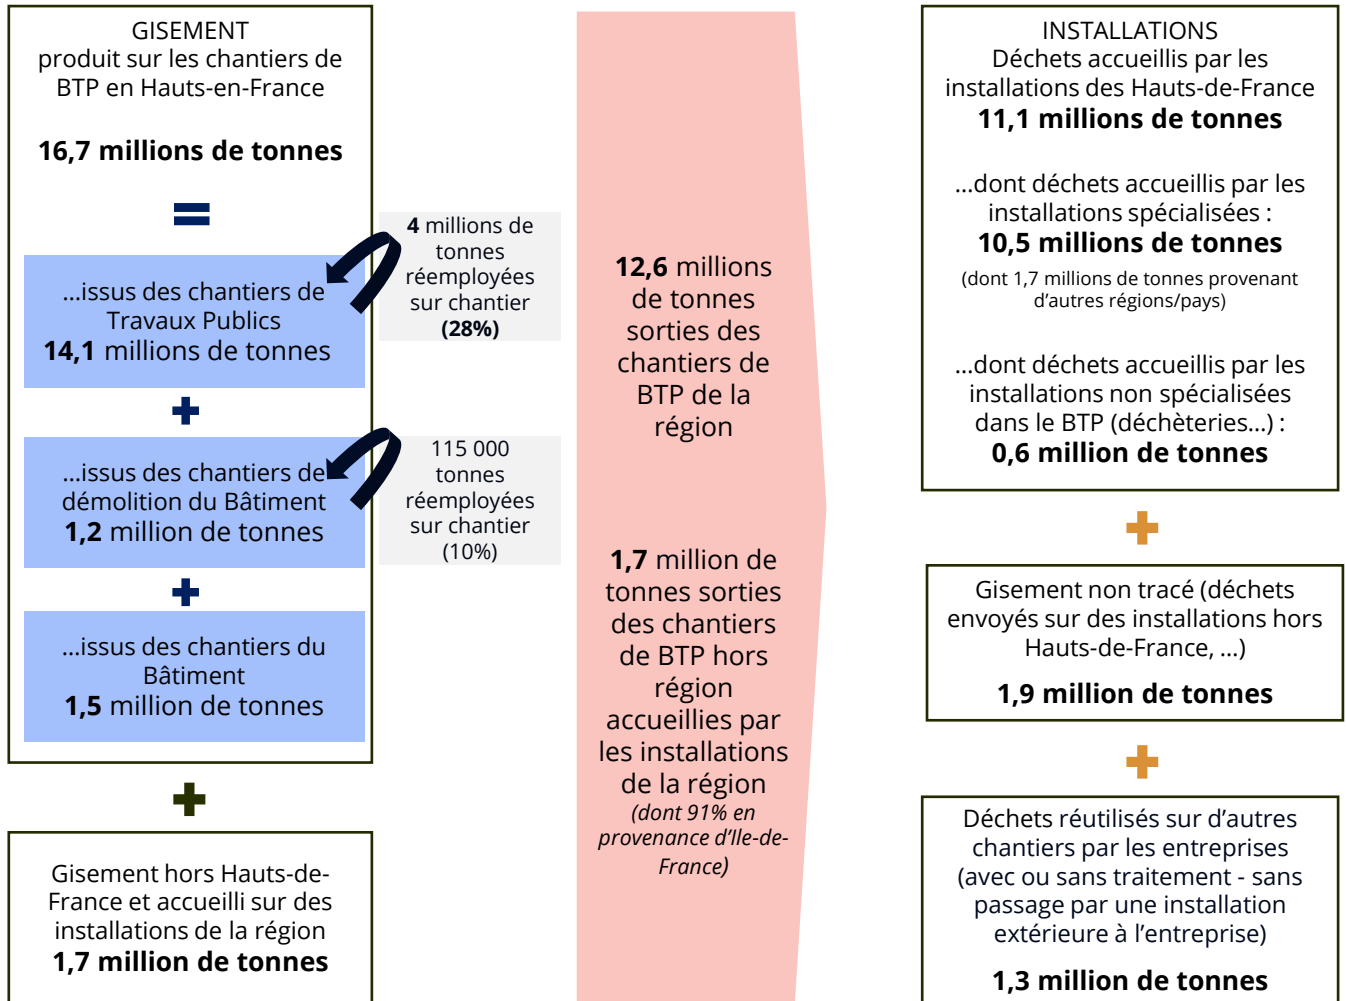 GISEMENT
produit sur les chantiers de
BTP en Hauts-en-France
16,7 millions de tonnes
=
...issus des chantiers de
Travaux Publics
14,1 millions de tonnes
+
...issus des chantiers de
démolition du Bâtiment
1,2 million de tonnes
+
...issus des chantiers du
Bâtiment
1,5 million de tonnes
+
Gisement hors Hauts-de-
France et accueilli sur des
installations de la région
1,7 million de tonnes
4 millions de
tonnes
réemployées
sur chantier
(28%)
115 000
tonnes
réemployées
sur chantier
(10%)
12,6 millions
de tonnes
sorties des
chantiers de
BTP de la
région
1,7 million de
tonnes sorties
des chantiers
de BTP hors
région
accueillies par
les installations
de la région
(dont 91% en
provenance d'Ile-de-
France)
INSTALLATIONS
Déchets accueillis par les
installations des Hauts-de-France
11,1 millions de tonnes
...dont déchets accueillis par les
installations spécialisées :
10,5 millions de tonnes
(dont 1,7 millions de tonnes provenant
d'autres régions/pays)
...dont déchets accueillis par les
installations non spécialisées
dans le BTP (déchèteries...) :
0,6 million de tonnes
+
Gisement non tracé (déchets
envoyés sur des installations hors
Hauts-de-France, ...)
1,9 million de tonnes
+
Déchets réutilisés sur d'autres
chantiers par les entreprises
(avec ou sans traitement - sans
passage par une installation
extérieure à l'entreprise)
1,3 million de tonnes